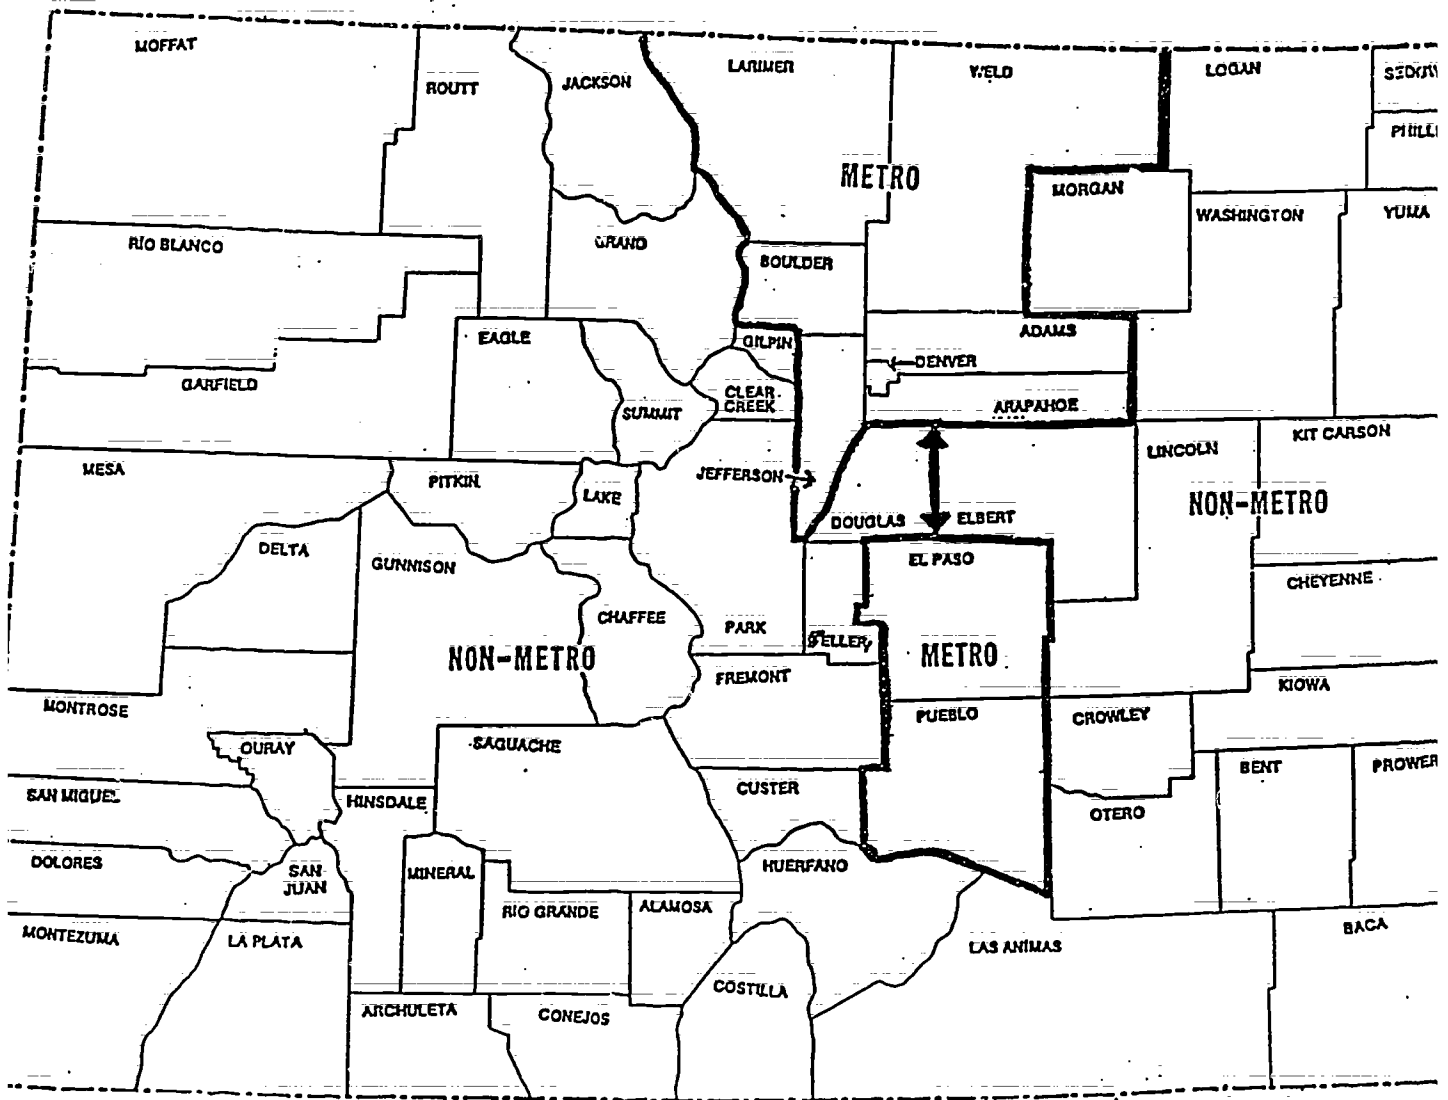 MOFFAT
ROUTT
JACKSON
LARIMER
WELD
LOGAN
PHILLI
METRO
MORGAN
WASHINGTON
YUMA
RIO BLANCO
GRAND
BOULDER
EAGLE
GILPIN
ADAMS
DENVER
GARFIELD
SUMMIT
CLEAR
CREEK
ARAPAHOE
MESA
PITKIN
LAKE
JEFFERSON
LINCOLN
KIT CARSON
NON-METRO
DOUGLAS
ELBERT
DELTA
GUNNISON
EL PASO
CHEYENNE
CHAFFEE
PARK
TELLER
NON-METRO
METRO
FREMONT
KIOWA
MONTROSE
PUEBLO
CROWLEY
OURAY
SAGUACHE
BENT
PROWER
SAN MIGUEL
HINSDALE
CUSTER
OTERO
DOLORES
SAN
JUAN
MINERAL
HUERFANO
RIO GRANDE
ALAMOSA
MONTEZUMA
LA PLATA
LAS ANIMAS
BACA
COSTILLA
ARCHULETA
CONEJOS